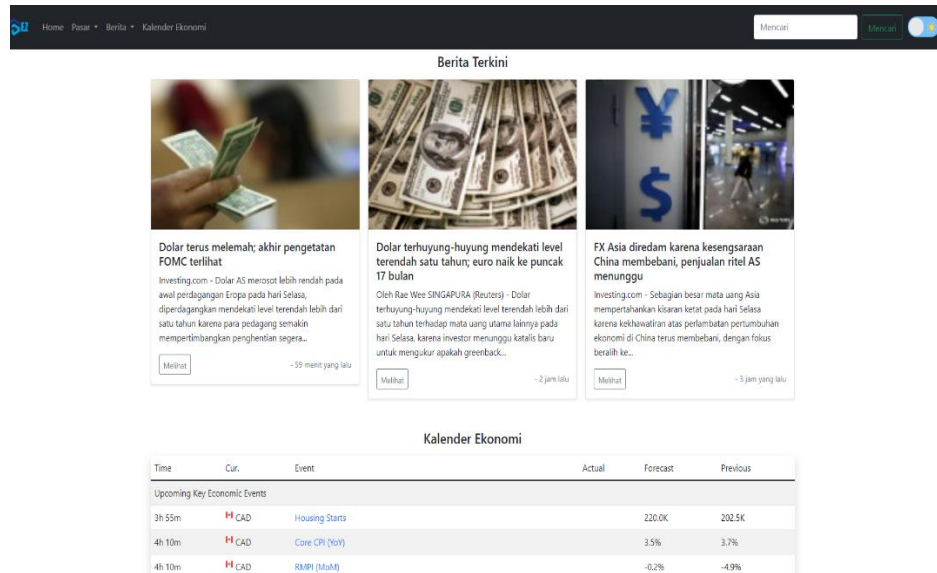 Home Pasar Berita Kalender Ekonomi Mencari Mencari
Berita Terkini
Dolar terus melemah; akhir pengetatan
FOMC terlihat
Investing.com - Dolar AS merosot lebih rendah pada
awal perdagangan Eropa pada hari Selasa,
diperdagangkan mendekati level terendah lebih dari
satu tahun karena para pedagang semakin
mempertimbangkan penghentian segera...
Melihat - 59 menit yang lalu
Dolar terhuyung-huyung mendekati level
terendah satu tahun; euro naik ke puncak
17 bulan
Oleh Rae Wee SINGAPURA (Reuters) - Dolar
terhuyung-huyung mendekati level terendah lebih dari
satu tahun terhadap mata uang utama lainnya pada
hari Selasa, karena investor menunggu katalis baru
untuk mengukur apakah greenback...
Melihat - 2 jam lalu
FX Asia diredam karena kesengsaraan
China membebani, penjualan ritel AS
menunggu
Investing.com - Sebagian besar mata uang Asia
mempertahankan kisaran ketat pada hari Selasa
karena kekhawatiran atas perlambatan pertumbuhan
ekonomi di China terus membebani, dengan fokus
beralih ke...
Melihat - 3 jam yang lalu
Kalender Ekonomi
Time Cur. Event Actual Forecast Previous
Upcoming Key Economic Events
3h 55m CAD Housing Starts 220.0K 202.5K
4h 10m CAD Core CPI (YoY) 3.5% 3.7%
4h 10m CAD RMPI (MoM) -0.2% -4.9%